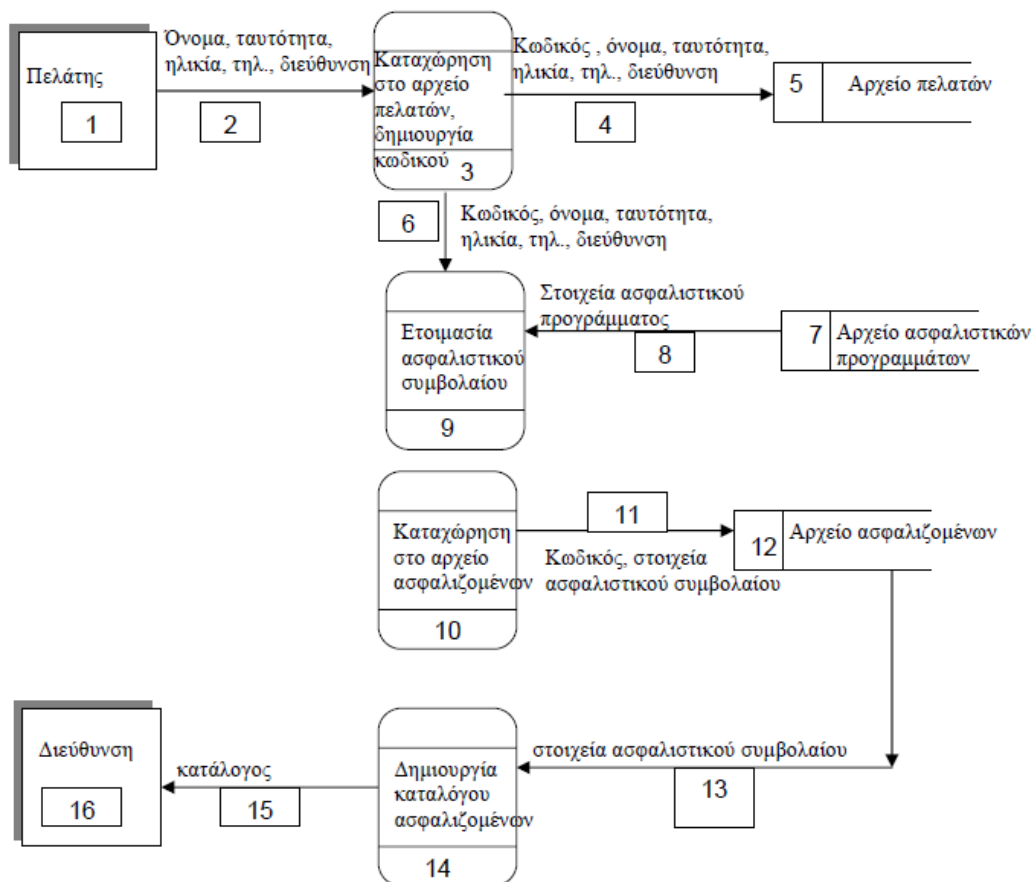 Πελάτης
1
Όνομα, ταυτότητα,
ηλικία, τηλ., διεύθυνση
2
Καταχώρηση
στο αρχείο
πελατών,
δημιουργία
κωδικού
3
Κωδικός , όνομα, ταυτότητα,
ηλικία, τηλ., διεύθυνση
4
5
Αρχείο πελατών
6
Κωδικός, όνομα, ταυτότητα,
ηλικία, τηλ., διεύθυνση
Ετοιμασία
ασφαλιστικού
συμβολαίου
9
Στοιχεία ασφαλιστικού
προγράμματος
8
7
Αρχείο ασφαλιστικών
προγραμμάτων
Καταχώρηση
στο αρχείο
ασφαλιζομένων
10
11
Κωδικός, στοιχεία
ασφαλιστικού συμβολαίου
12
Αρχείο ασφαλιζομένων
στοιχεία ασφαλιστικού συμβολαίου
13
Δημιουργία
καταλόγου
ασφαλιζομένων
14
κατάλογος
15
Διεύθυνση
16